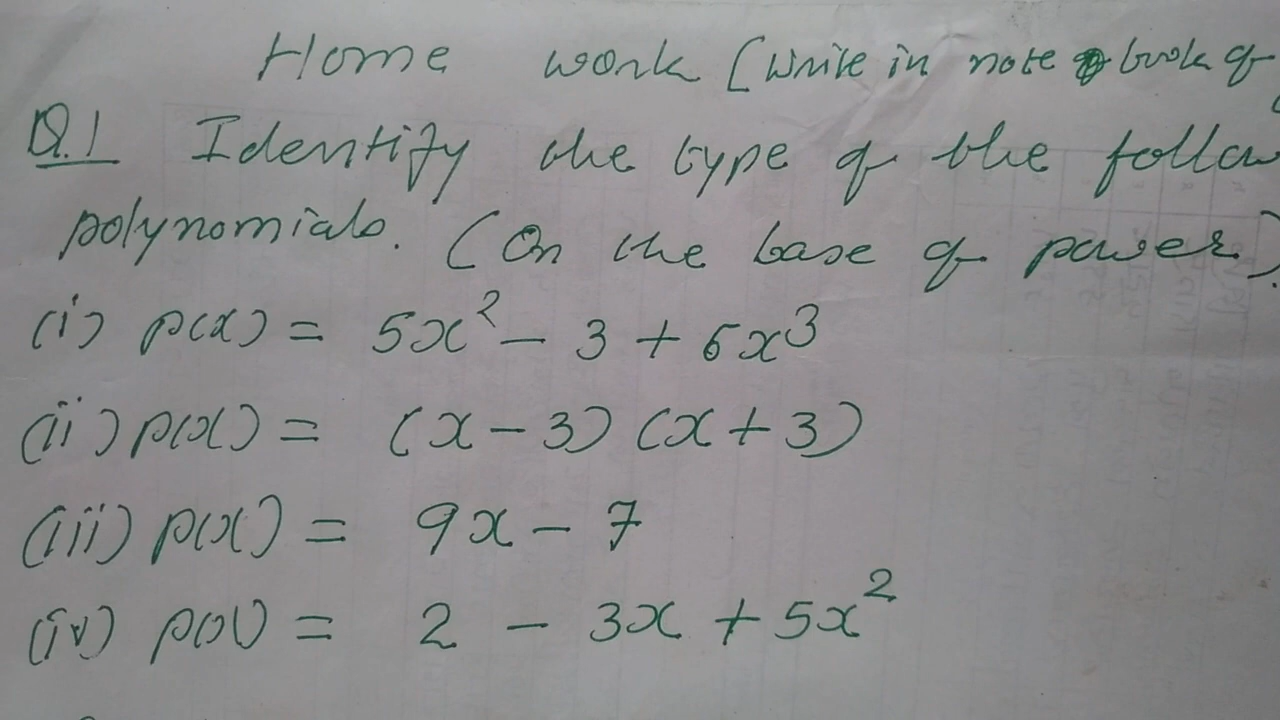 Home work (Write in note book of
Q.1 Identify the type of the follow
polynomials. (On the base of power).
(i) p(x) = 5x² - 3 + 6x³
(ii) p(x) = (x - 3) (x + 3)
(iii) p(x) = 9x - 7
(iv) p(x) = 2 - 3x + 5x²